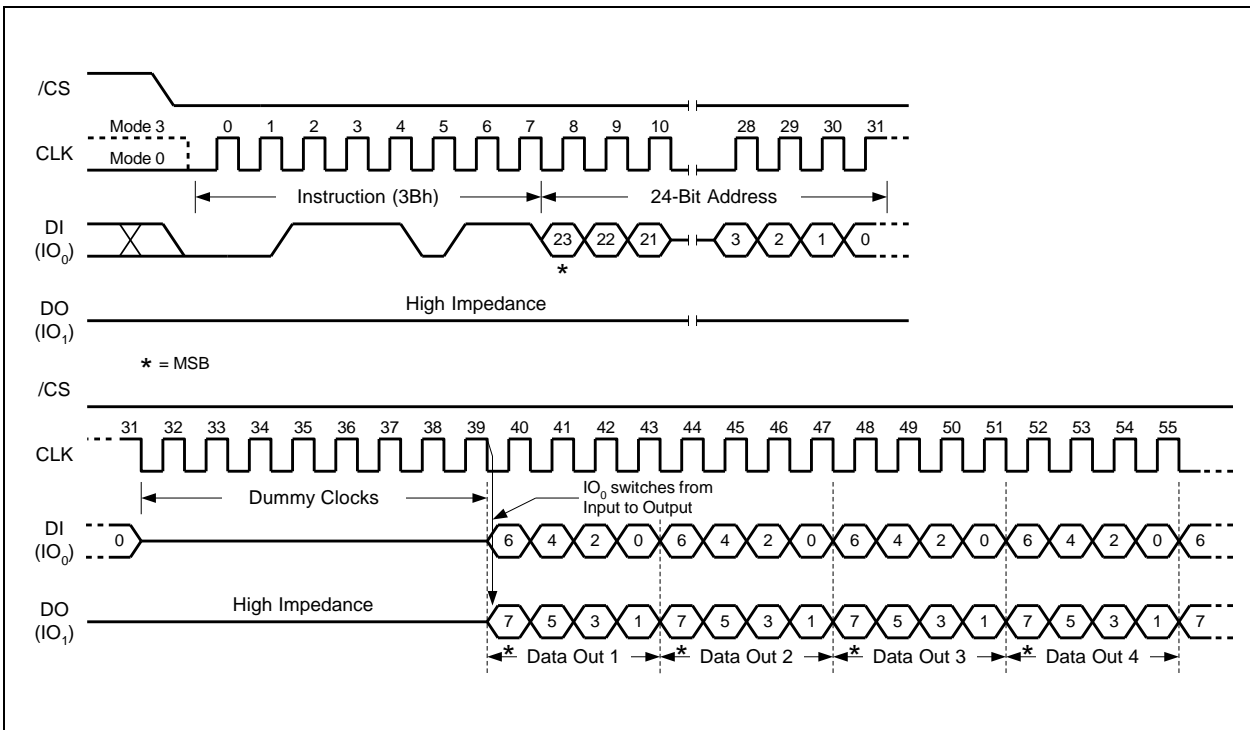 /CS
Mode 3 0 1 2 3 4 5 6 7 8 9 10 28 29 30 31
CLK
Mode 0
Instruction (3Bh) 24-Bit Address
DI
(IO0)
23 22 21 3 2 1 0
*
High Impedance
DO
(IO1)
* = MSB
/CS
31 32 33 34 35 36 37 38 39 40 41 42 43 44 45 46 47 48 49 50 51 52 53 54 55
CLK
Dummy Clocks
IO0 switches from
Input to Output
DI
(IO0)
0 6 4 2 0 6 4 2 0 6 4 2 0 6 4 2 0 6
High Impedance
DO
(IO1)
7 5 3 1 7 5 3 1 7 5 3 1 7 5 3 1 7
* Data Out 1 * Data Out 2 * Data Out 3 * Data Out 4